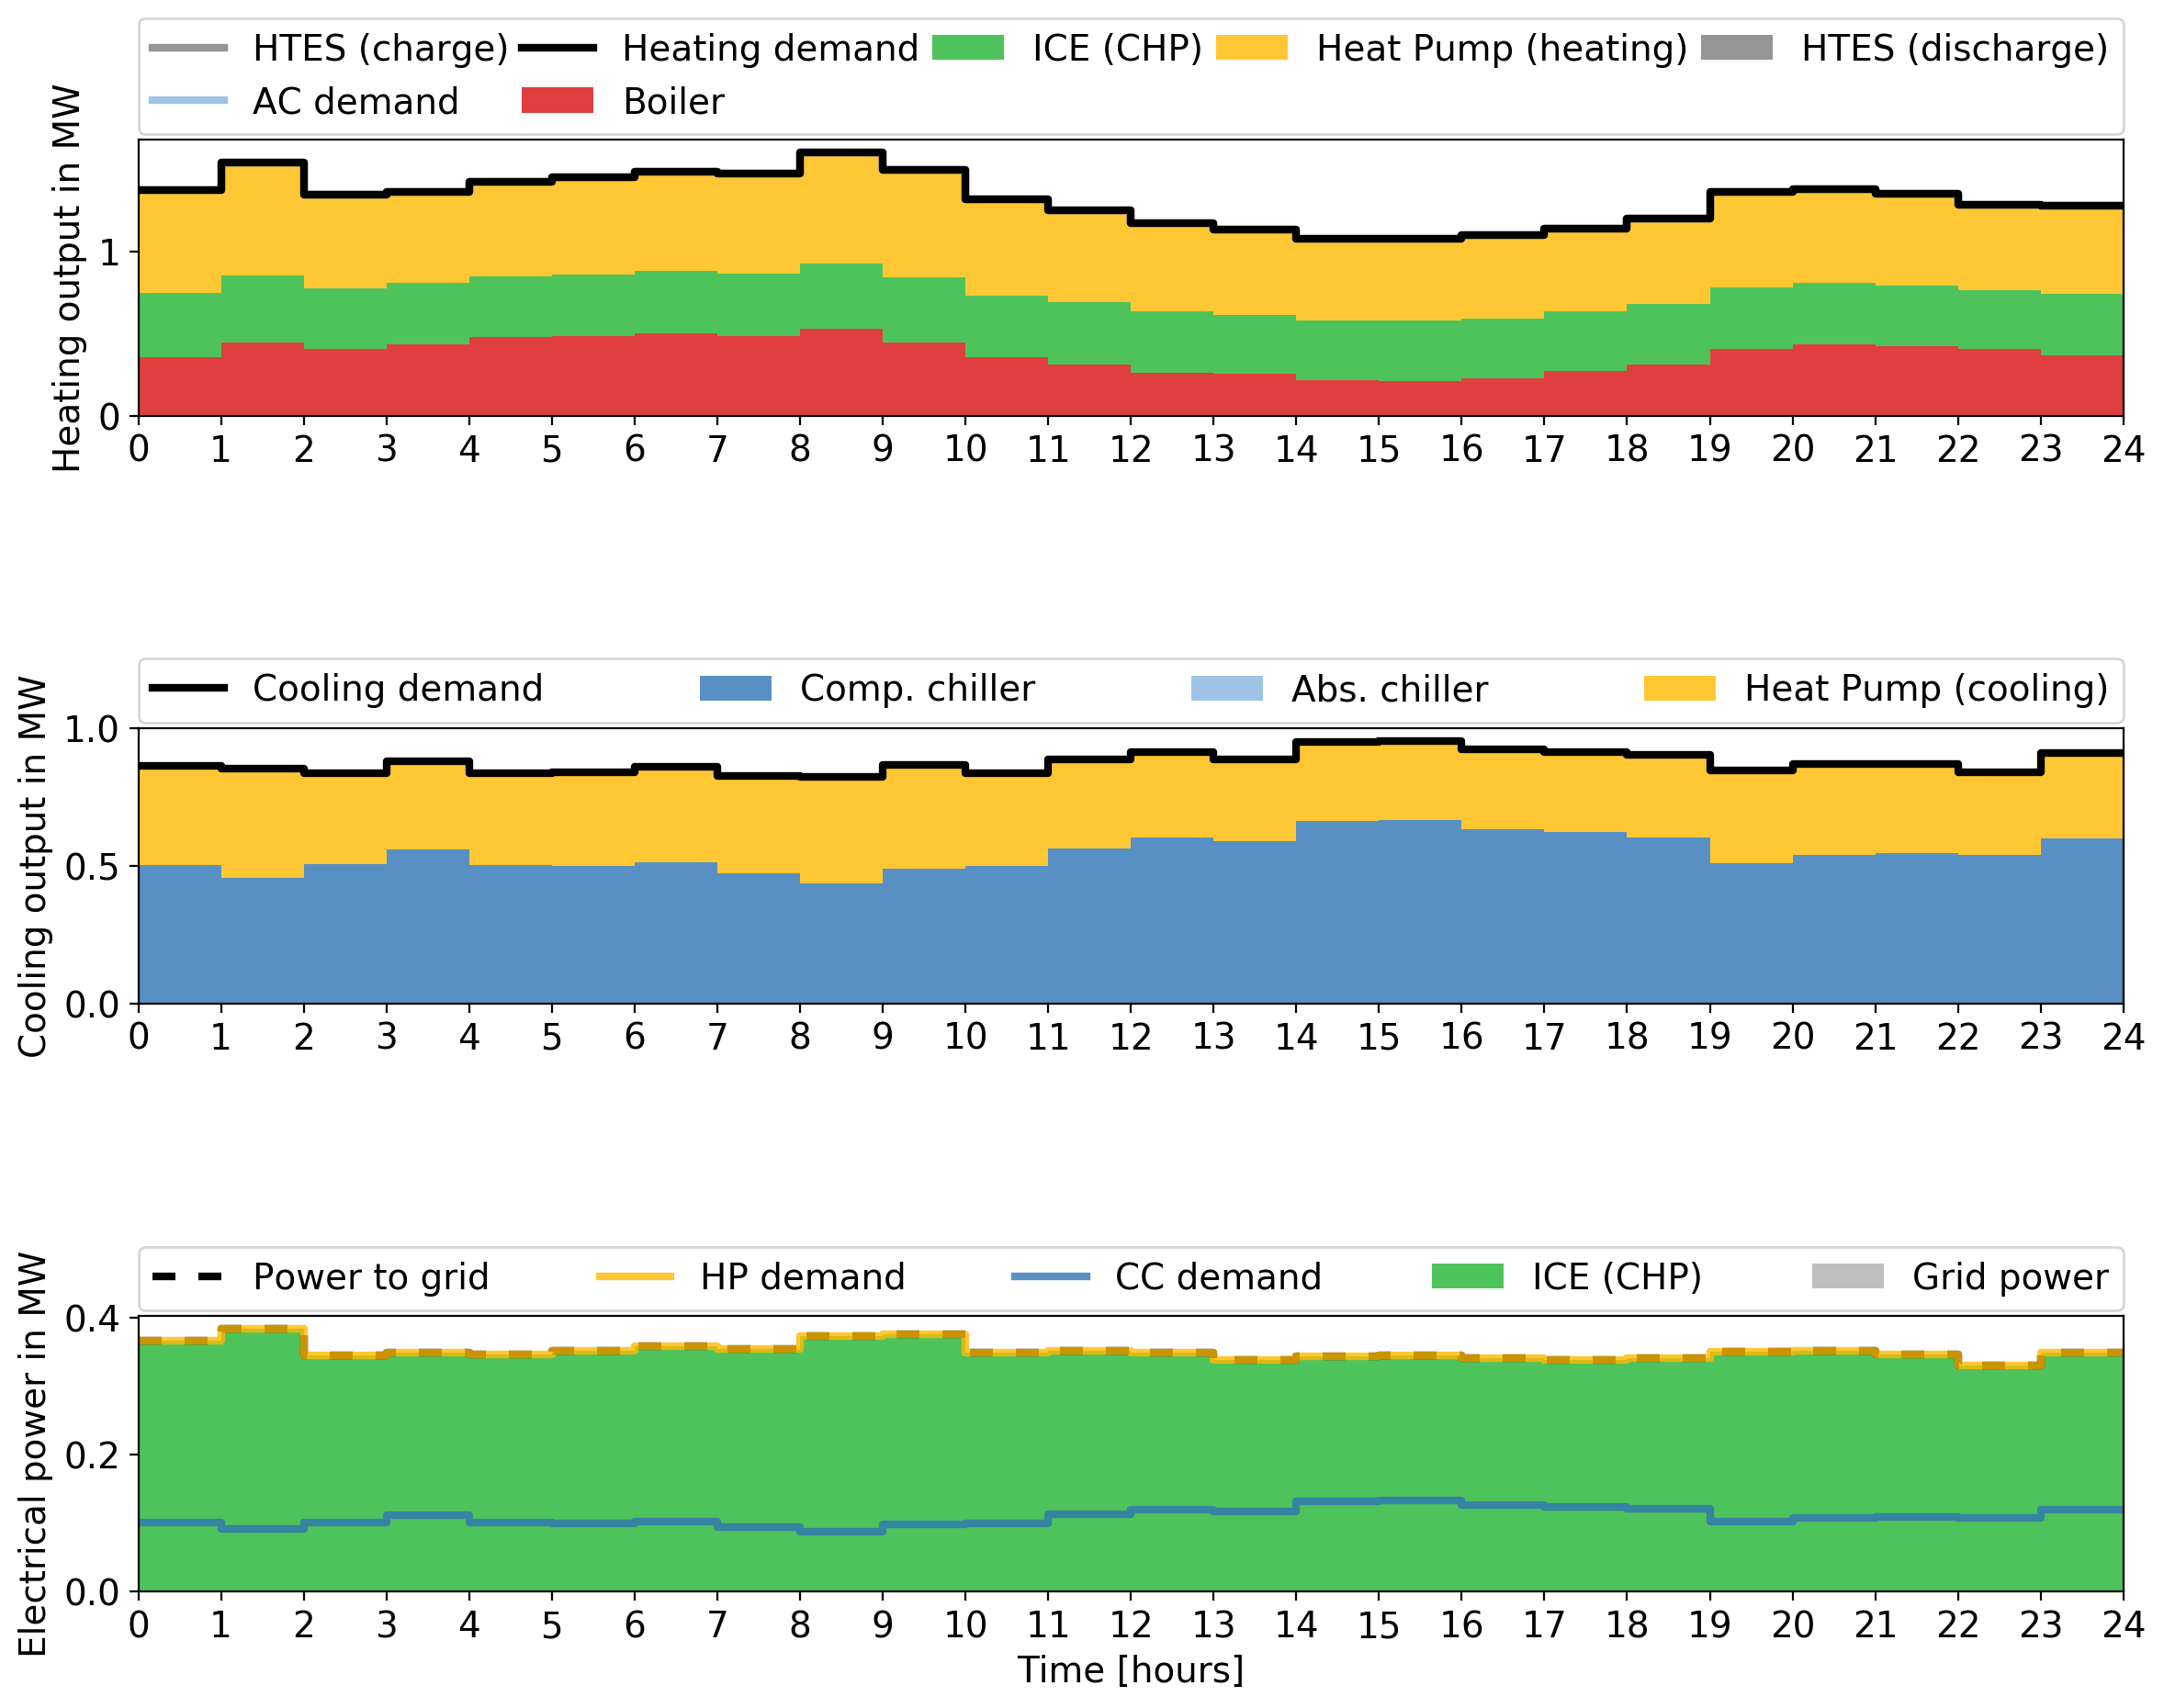 HTES (charge) Heating demand ICE (CHP) Heat Pump (heating) HTES (discharge)
AC demand Boiler
Heating output in MW
1
0
0 1 2 3 4 5 6 7 8 9 10 11 12 13 14 15 16 17 18 19 20 21 22 23 24
Cooling demand Comp. chiller Abs. chiller Heat Pump (cooling)
Cooling output in MW
1.0
0.5
0.0
0 1 2 3 4 5 6 7 8 9 10 11 12 13 14 15 16 17 18 19 20 21 22 23 24
Power to grid HP demand CC demand ICE (CHP) Grid power
Electrical power in MW
0.4
0.2
0.0
0 1 2 3 4 5 6 7 8 9 10 11 12 13 14 15 16 17 18 19 20 21 22 23 24
Time [hours]